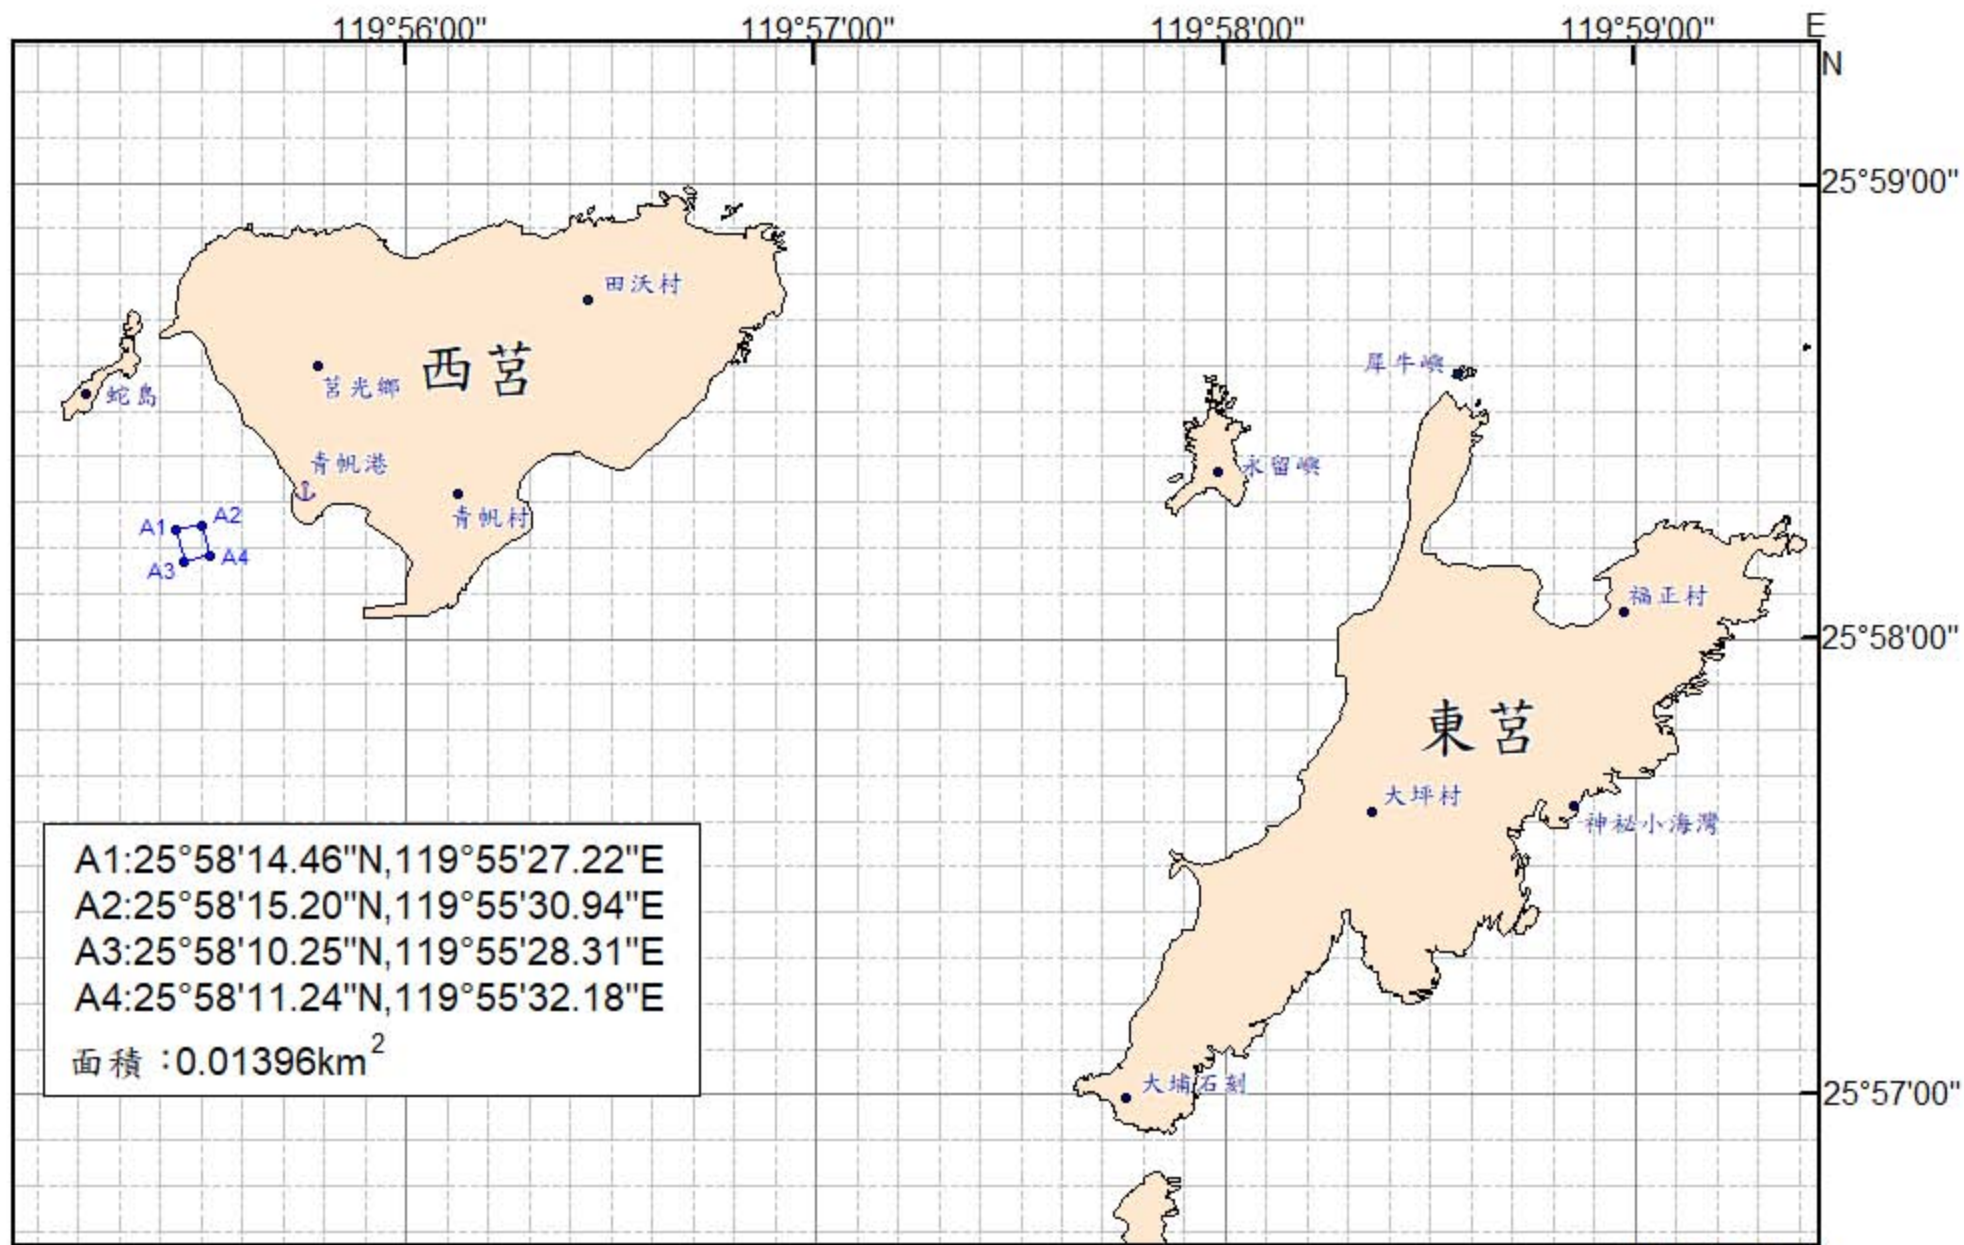 119°56'00" 119°57'00" 119°58'00" 119°59'00" E
N
25°59'00"
田沃村
西莒
莒光鄉
蛇島
犀牛嶼
青帆港
永留嶼
青帆村
A1 A2
A3 A4
福正村
25°58'00"
東莒
大坪村
神祕小海灣
A1:25°58'14.46"N,119°55'27.22"E
A2:25°58'15.20"N,119°55'30.94"E
A3:25°58'10.25"N,119°55'28.31"E
A4:25°58'11.24"N,119°55'32.18"E
面積:0.01396km²
大埔石刻
25°57'00"